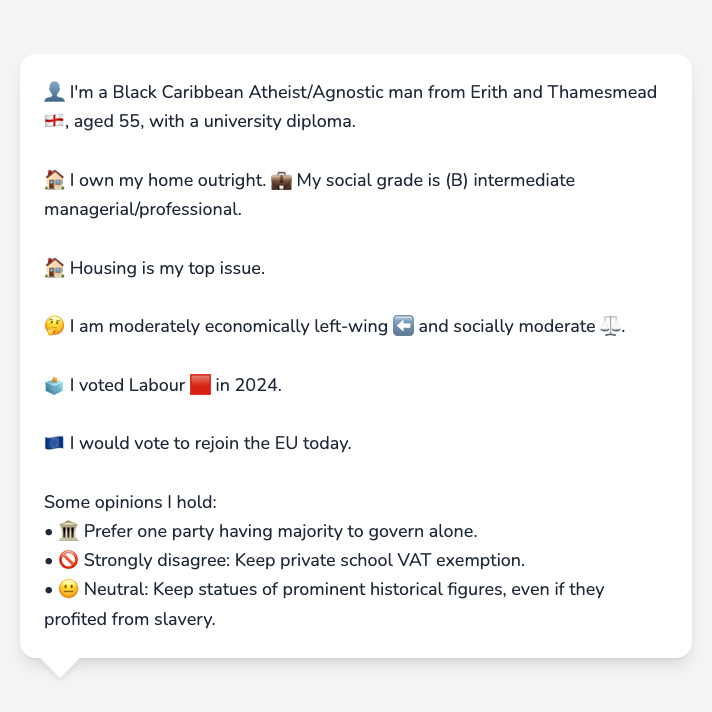 👤 I'm a Black Caribbean Atheist/Agnostic man from Erith and Thamesmead
🏴󠁧󠁢󠁥󠁮󠁧󠁿, aged 55, with a university diploma.
🏠 I own my home outright. 💼 My social grade is (B) intermediate
managerial/professional.
🏠 Housing is my top issue.
🤔 I am moderately economically left-wing ⬅️ and socially moderate ⚖️.
🗳️ I voted Labour 🟥 in 2024.
🇪🇺 I would vote to rejoin the EU today.
Some opinions I hold:
• 🏛️ Prefer one party having majority to govern alone.
• 🚫 Strongly disagree: Keep private school VAT exemption.
• 😐 Neutral: Keep statues of prominent historical figures, even if they
profited from slavery.